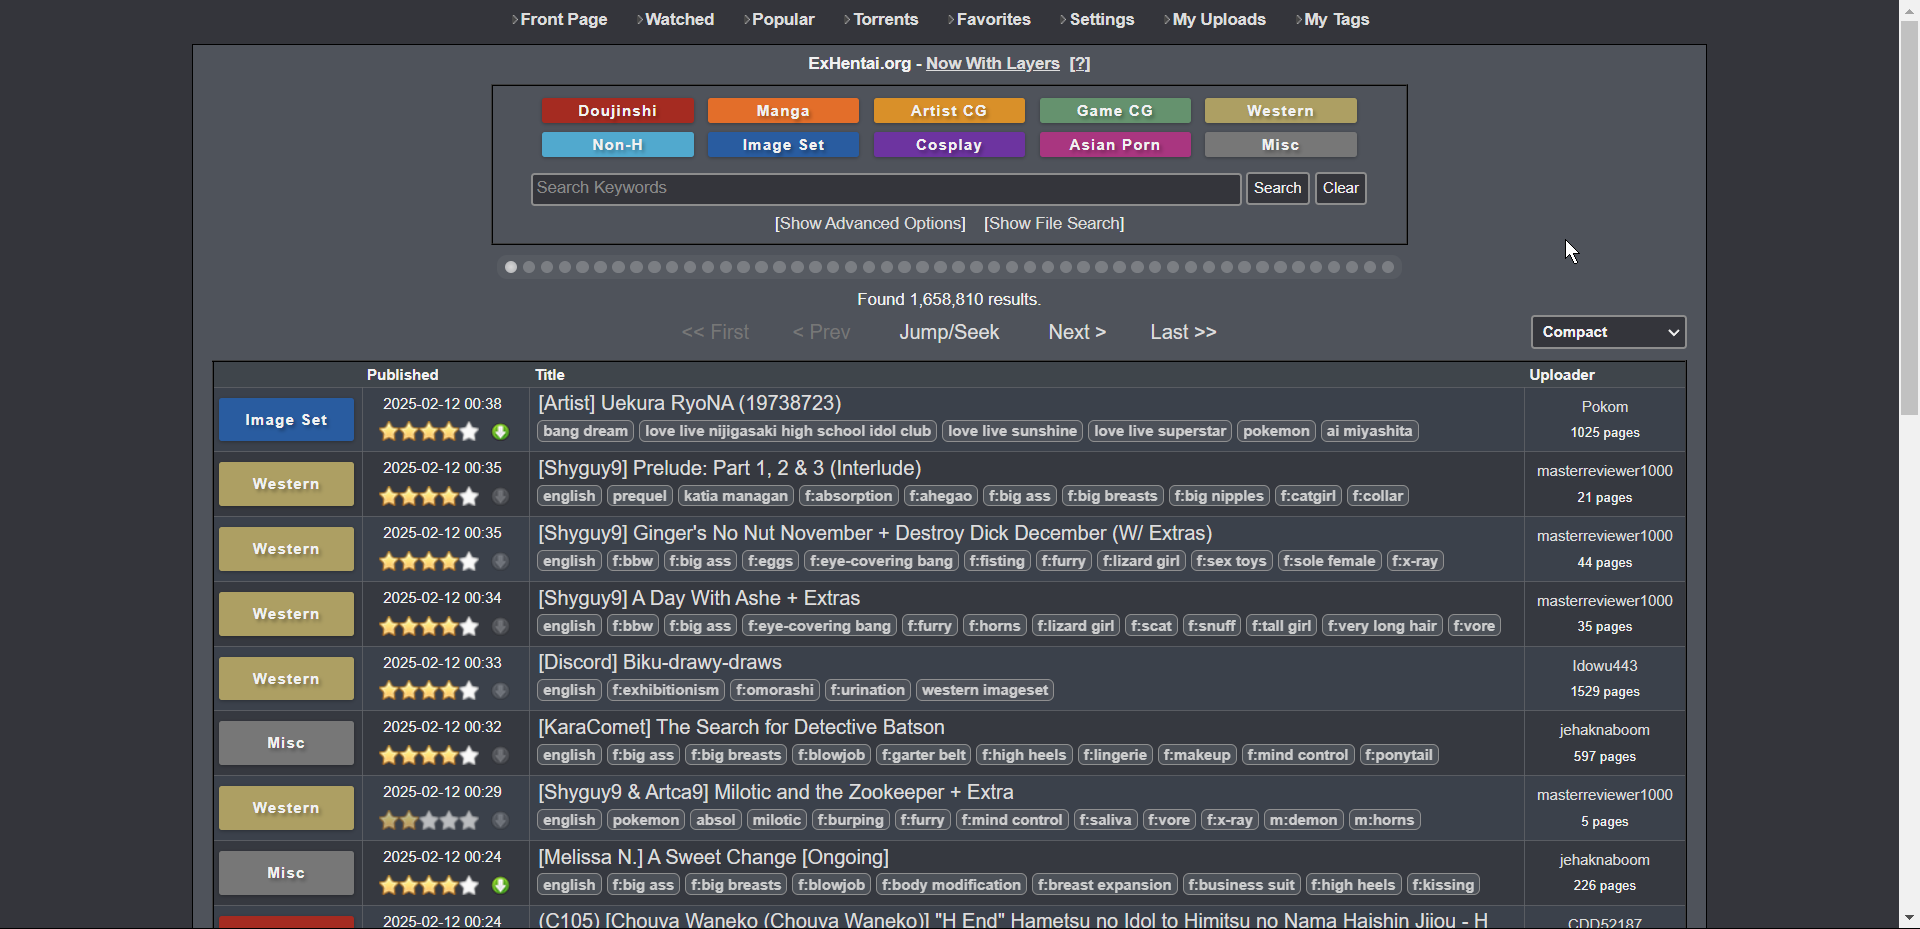 Front Page Watched Popular Torrents Favorites Settings My Uploads My Tags
ExHentai.org - Now With Layers [?]
Doujinshi Manga Artist CG Game CG Western
Non-H Image Set Cosplay Asian Porn Misc
Search Keywords Search Clear
[Show Advanced Options] [Show File Search]
Found 1,658,810 results.
<< First < Prev Jump/Seek Next > Last >>
Compact
Published Title Uploader
Image Set
2025-02-12 00:38
[Artist] Uekura RyoNA (19738723)
bang dream love live nijigasaki high school idol club love live sunshine love live superstar pokemon ai miyashita
Pokom
1025 pages
Western
2025-02-12 00:35
[Shyguy9] Prelude: Part 1, 2 & 3 (Interlude)
english prequel katia managan f:absorption f:ahegao f:big ass f:big breasts f:big nipples f:catgirl f:collar
masterreviewer1000
21 pages
Western
2025-02-12 00:35
[Shyguy9] Ginger's No Nut November + Destroy Dick December (W/ Extras)
english f:bbw f:big ass f:eggs f:eye-covering bang f:fisting f:furry f:lizard girl f:sex toys f:sole female f:x-ray
masterreviewer1000
44 pages
Western
2025-02-12 00:34
[Shyguy9] A Day With Ashe + Extras
english f:bbw f:big ass f:eye-covering bang f:furry f:horns f:lizard girl f:scat f:snuff f:tall girl f:very long hair f:vore
masterreviewer1000
35 pages
Western
2025-02-12 00:33
[Discord] Biku-drawy-draws
english f:exhibitionism f:omorashi f:urination western imageset
Idowu443
1529 pages
Misc
2025-02-12 00:32
[KaraComet] The Search for Detective Batson
english f:big ass f:big breasts f:blowjob f:garter belt f:high heels f:lingerie f:makeup f:mind control f:ponytail
jehaknaboom
597 pages
Western
2025-02-12 00:29
[Shyguy9 & Artca9] Milotic and the Zookeeper + Extra
english pokemon absol milotic f:burping f:furry f:mind control f:saliva f:vore f:x-ray m:demon m:horns
masterreviewer1000
5 pages
Misc
2025-02-12 00:24
[Melissa N.] A Sweet Change [Ongoing]
english f:big ass f:big breasts f:blowjob f:body modification f:breast expansion f:business suit f:high heels f:kissing
jehaknaboom
226 pages
2025-02-12 00:24
(C105) [Chouya Waneko (Chouya Waneko)] "H End" Hametsu no Idol to Himitsu no Nama Haishin Jijou - H
CDD52187